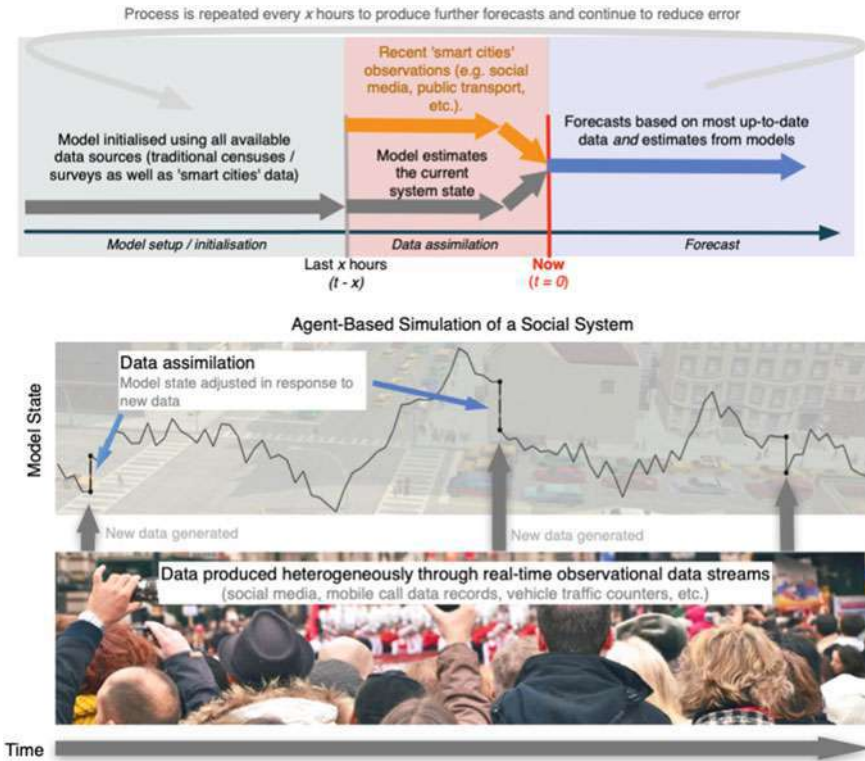 Process is repeated every x hours to produce further forecasts and continue to reduce error
Recent 'smart cities'
observations (e.g. social
media, public transport,
etc.).
Model initialised using all available
data sources (traditional censuses /
surveys as well as 'smart cities' data)
Model estimates
the current
system state
Forecasts based on most up-to-date
data and estimates from models
Model setup / initialisation
Data assimilation
Forecast
Last x hours
(t - x)
Now
(t = 0)
Agent-Based Simulation of a Social System
Model State
Data assimilation
Model state adjusted in response to
new data
New data generated
New data generated
Data produced heterogeneously through real-time observational data streams
(social media, mobile call data records, vehicle traffic counters, etc.)
Time